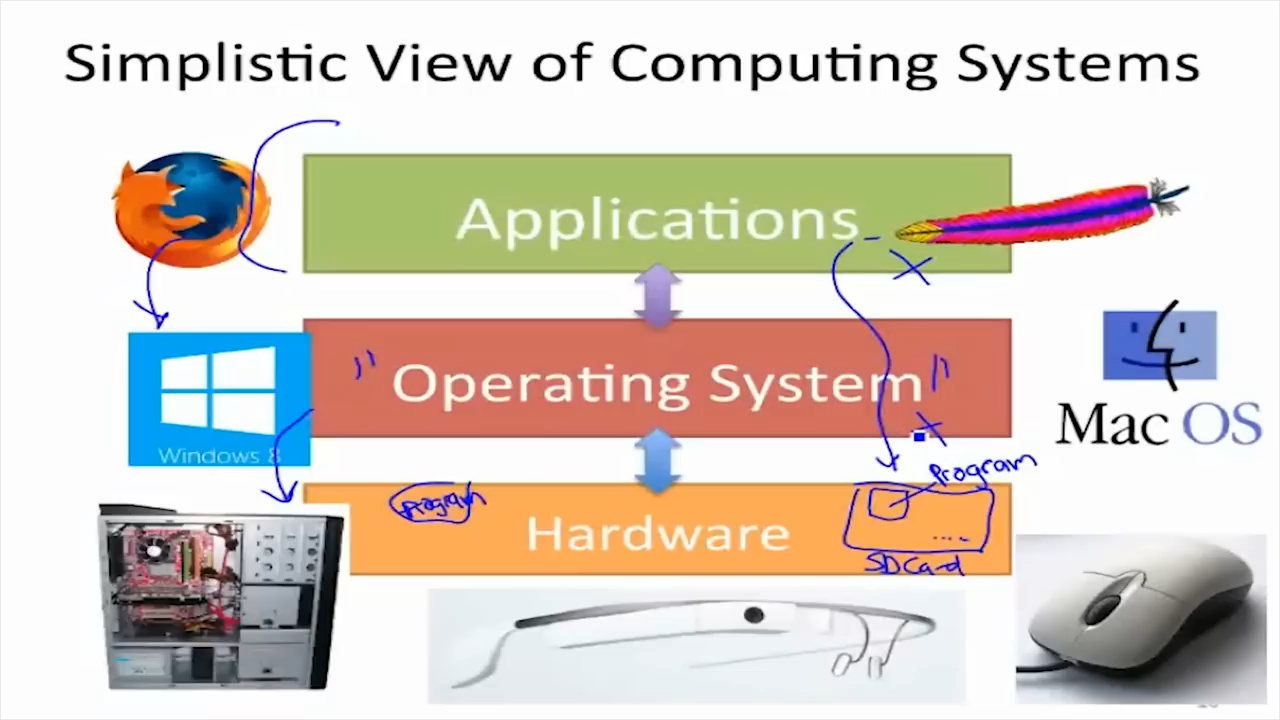 Simplistic View of Computing Systems
Applications
" Operating System "
Windows 8
Mac OS
Program
Program
Hardware
SD Card